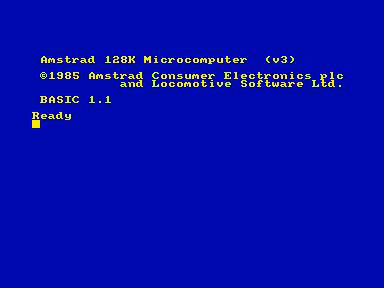 Amstrad 128K Microcomputer  (v3)
©1985 Amstrad Consumer Electronics plc
and Locomotive Software Ltd.
BASIC 1.1
Ready